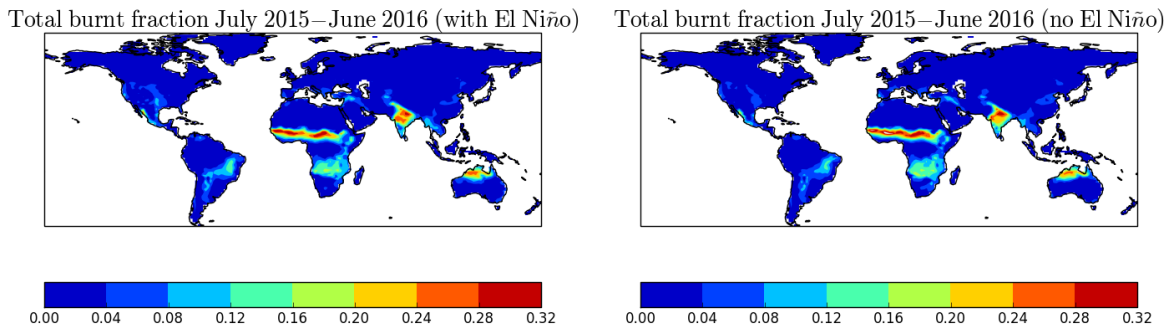 Total burnt fraction July 2015−June 2016 (with El Niño)
0.00 0.04 0.08 0.12 0.16 0.20 0.24 0.28 0.32
Total burnt fraction July 2015−June 2016 (no El Niño)
0.00 0.04 0.08 0.12 0.16 0.20 0.24 0.28 0.32